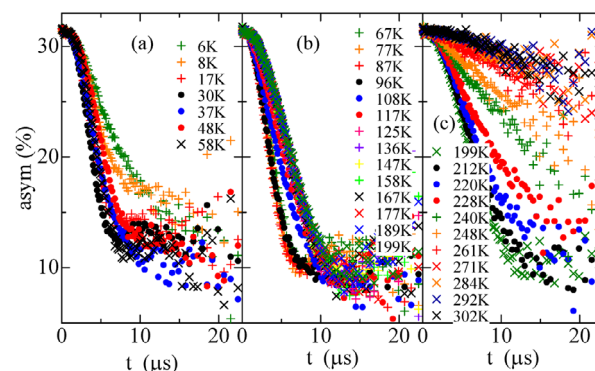 30
20
10
asym (%)
(a)
6K
8K
17K
30K
37K
48K
58K
0
10
20
t (μs)
(b)
67K
77K
87K
96K
108K
117K
125K
136K
147K
158K
167K
177K
189K
199K
0
10
20
t (μs)
(c)
199K
212K
220K
228K
240K
248K
261K
271K
284K
292K
302K
0
10
20
t (μs)